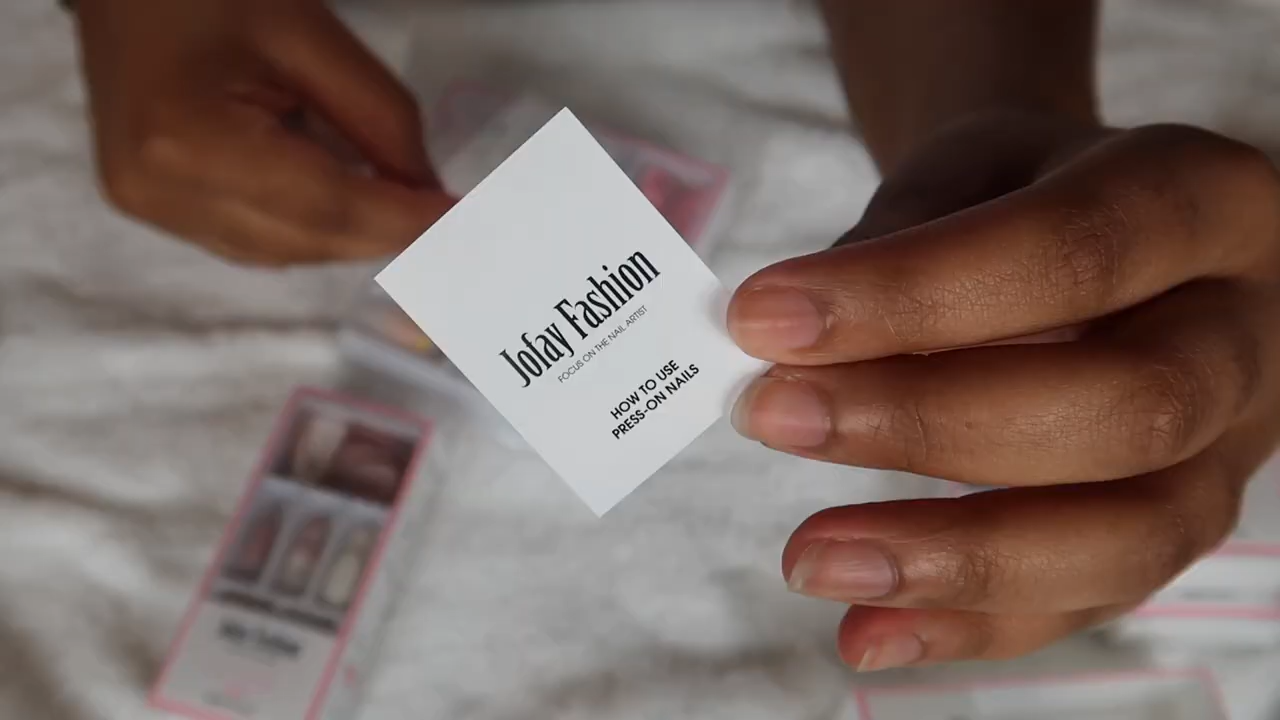 Jofay Fashion
FOCUS ON THE NAIL ARTIST
HOW TO USE
PRESS-ON NAILS